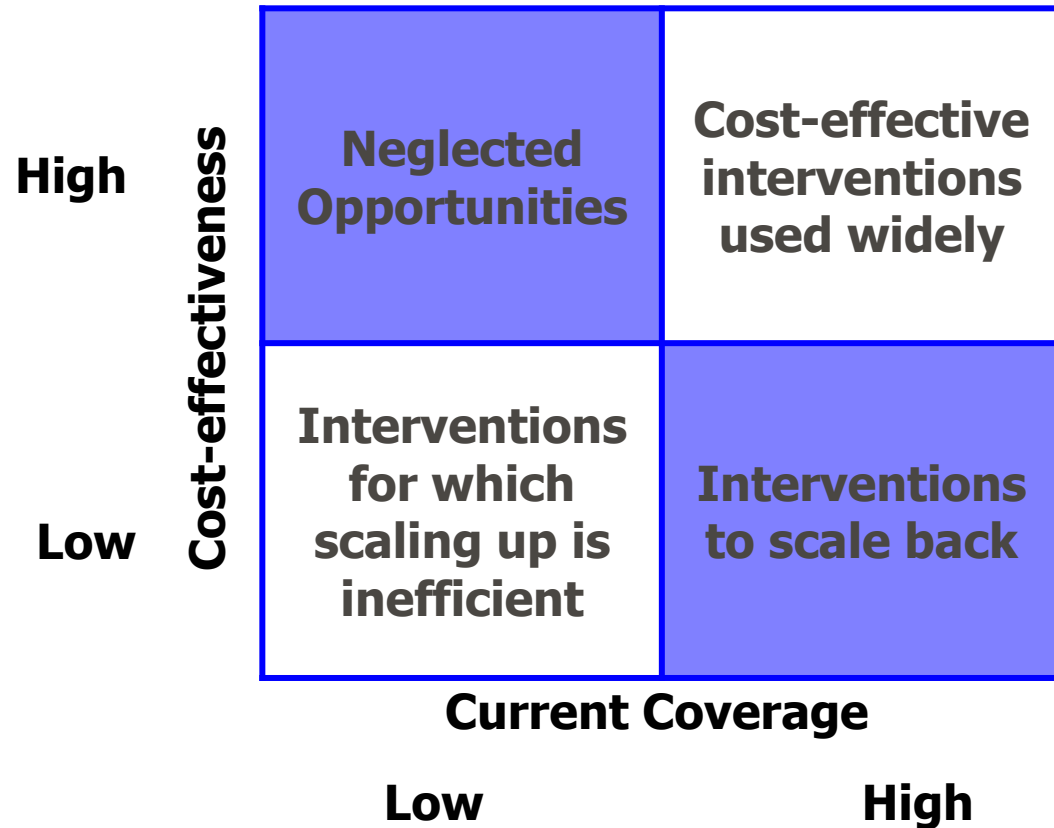 High
Cost-effectiveness
Neglected
Opportunities
Cost-effective
interventions
used widely
Low
Interventions
for which
scaling up is
inefficient
Interventions
to scale back
Current Coverage
Low
High